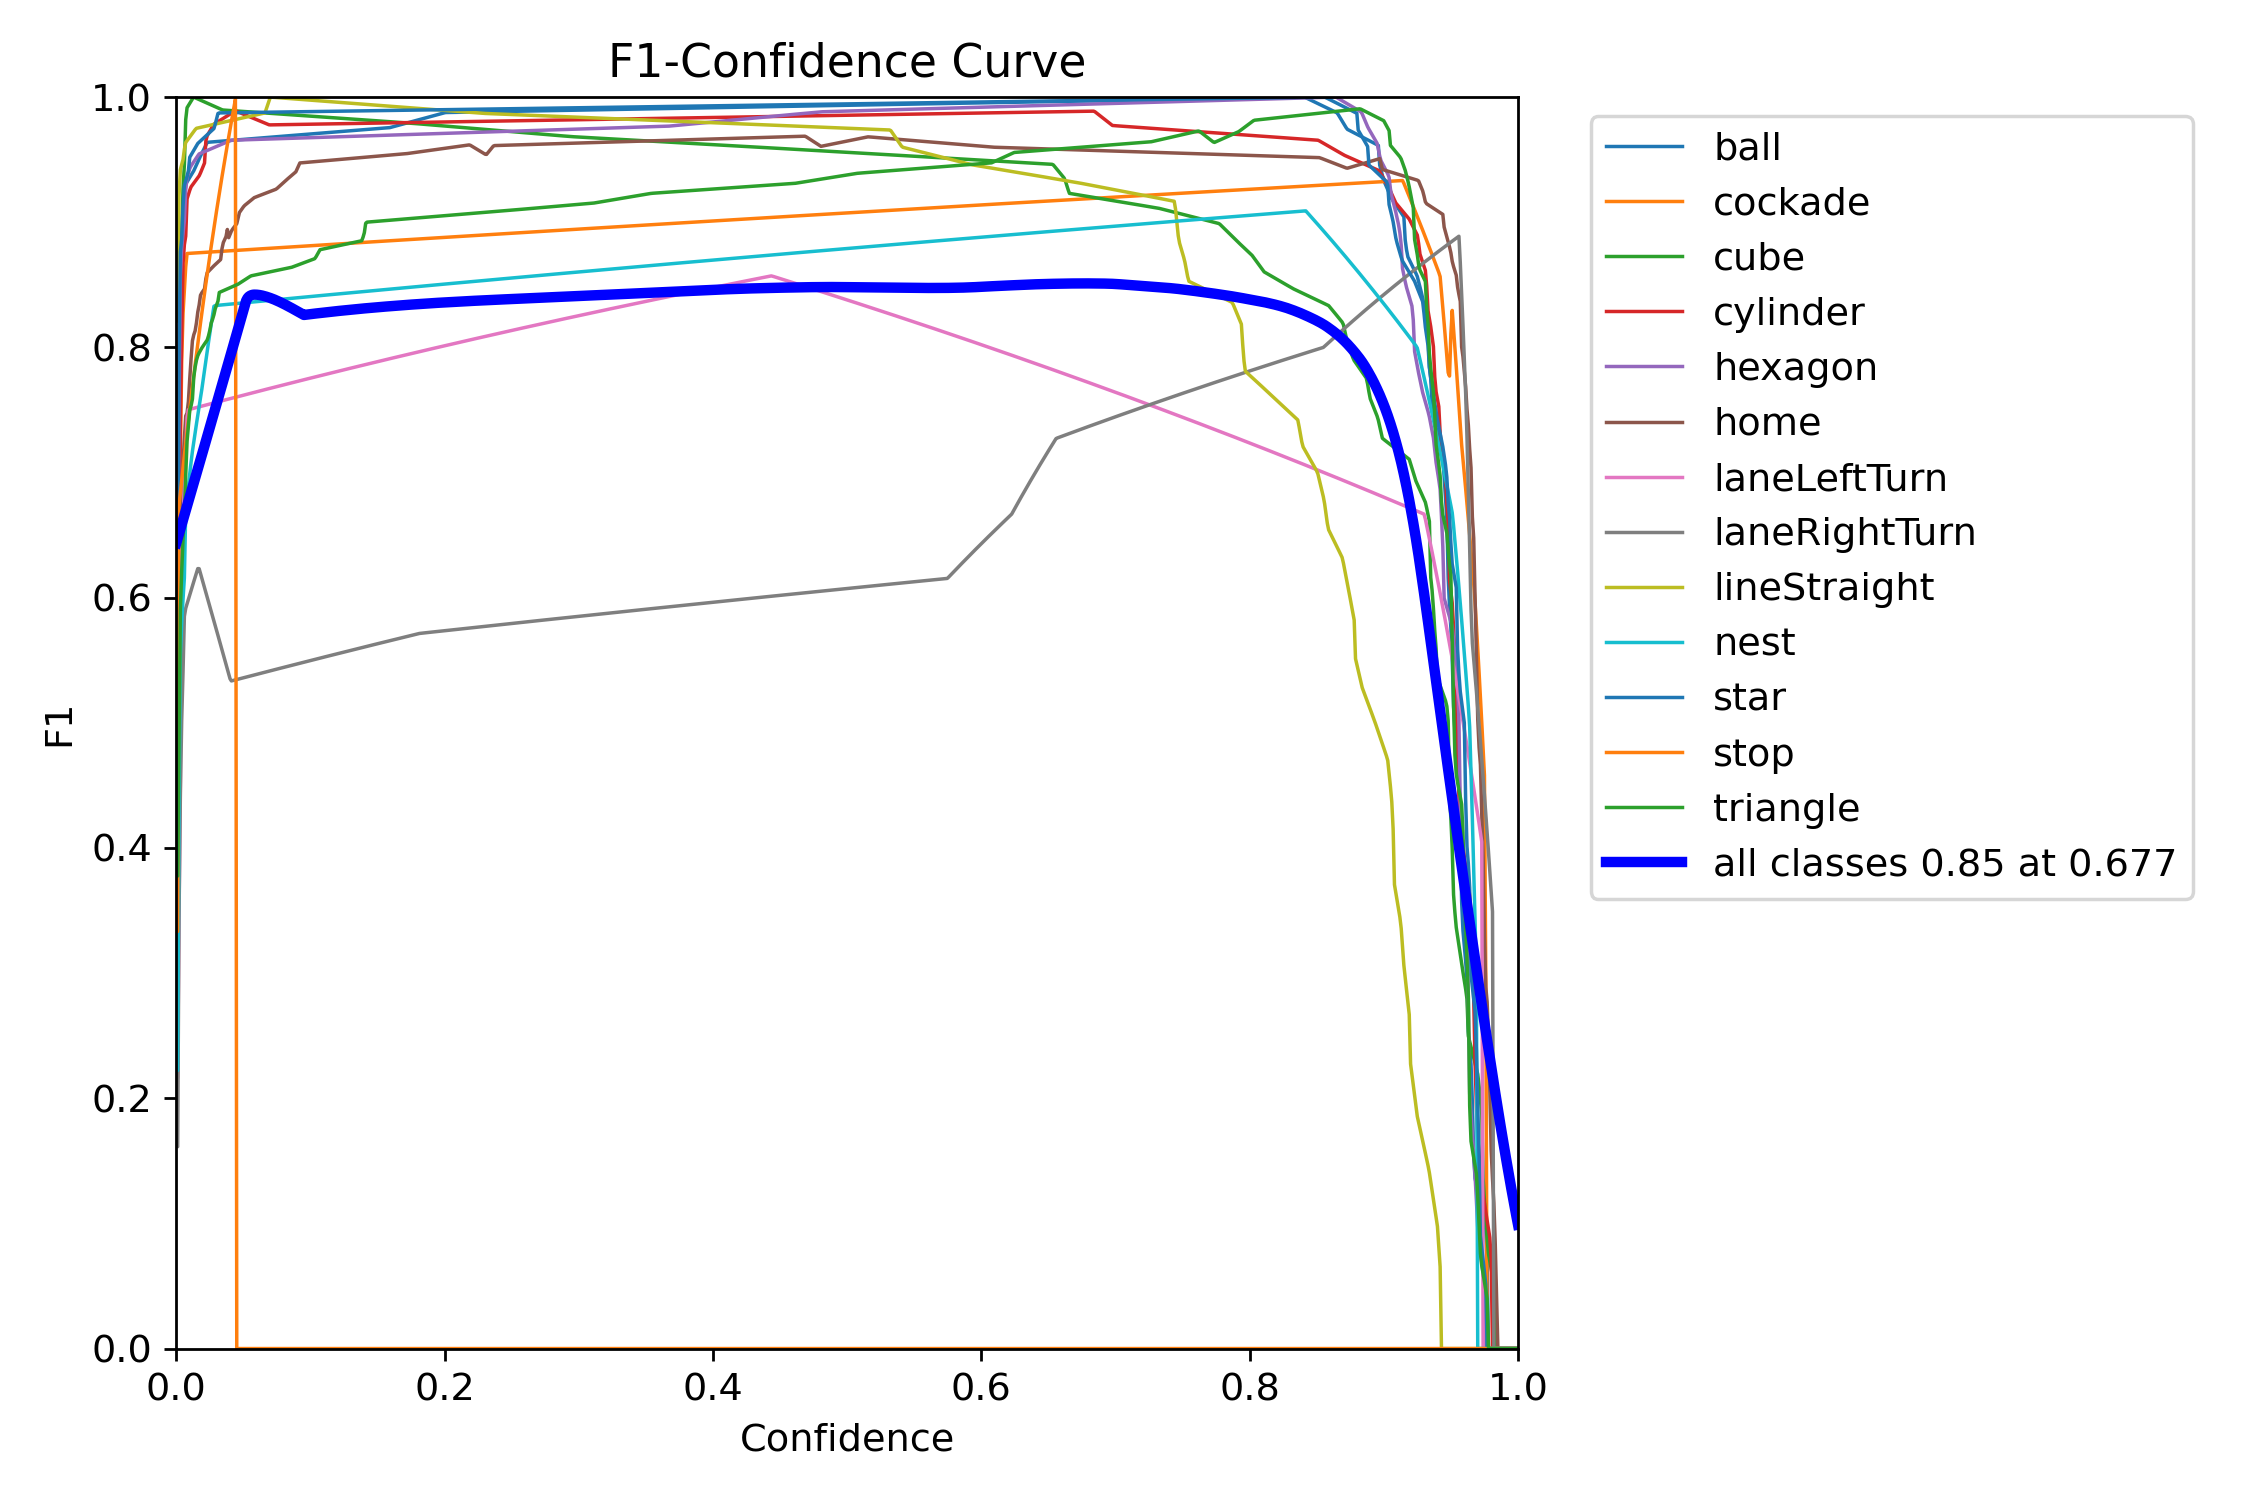 F1-Confidence Curve
1.0
0.8
0.6
0.4
0.2
0.0
F1
0.0 0.2 0.4 0.6 0.8 1.0
Confidence
ball
cockade
cube
cylinder
hexagon
home
laneLeftTurn
laneRightTurn
lineStraight
nest
star
stop
triangle
all classes 0.85 at 0.677